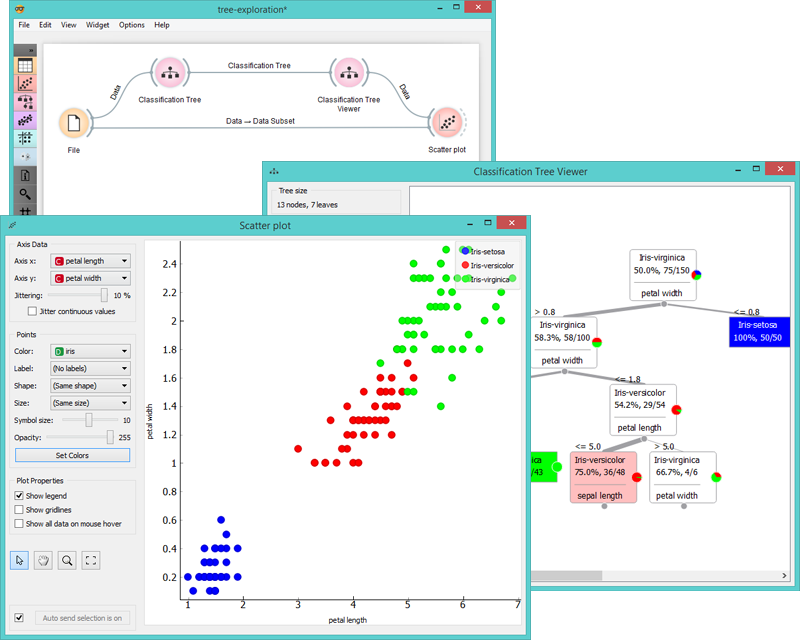 tree-exploration*
File Edit View Widget Options Help
Data
Classification Tree
Classification Tree
Classification Tree
Viewer
Data
Data → Data Subset
File
Scatter plot
Classification Tree Viewer
Tree size
13 nodes, 7 leaves
Iris-virginica
50.0%, 75/150
petal width
> 0.8
<= 0.8
Iris-virginica
58.3%, 58/100
petal width
Iris-setosa
100%, 50/50
<= 1.8
Iris-versicolor
54.2%, 29/54
petal length
<= 5.0
> 5.0
ica
/43
Iris-versicolor
75.0%, 36/48
sepal length
Iris-virginica
66.7%, 4/6
petal width
Scatter plot
Axis Data
Axis x: C petal length
Axis y: C petal width
Jittering: 10 %
Jitter continuous values
Points
Color: D iris
Label: (No labels)
Shape: (Same shape)
Size: (Same size)
Symbol size: 10
Opacity: 255
Set Colors
Plot Properties
Show legend
Show gridlines
Show all data on mouse hover
Auto send selection is on
petal width
2.4
2.2
2
1.8
1.6
1.4
1.2
1
0.8
0.6
0.4
0.2
Iris-setosa
Iris-versicolor
Iris-virginica
1 2 3 4 5 6 7
petal length